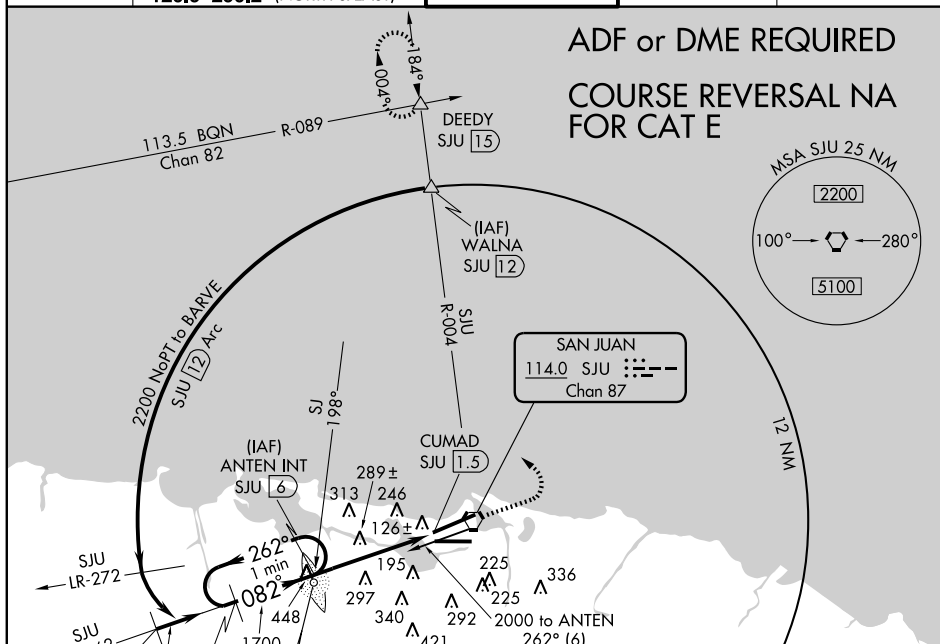 ADF or DME REQUIRED
COURSE REVERSAL NA
FOR CAT E
184°
004°
DEEDY
SJU 15
113.5 BQN
Chan 82
R-089
MSA SJU 25 NM
2200
100°
280°
5100
(IAF)
WALNA
SJU 12
2200 NoPT to BARVE
SJU 12 Arc
SJU
R-004
SAN JUAN
114.0 SJU
Chan 87
SJ
198°
(IAF)
ANTEN INT
SJU 6
CUMAD
SJU 1.5
12 NM
289±
313
246
126±
SJU
LR-272
262°
1 min
082°
195
225
225
336
297
448
340
292
2000 to ANTEN
262° (6)
SJU
1700
421